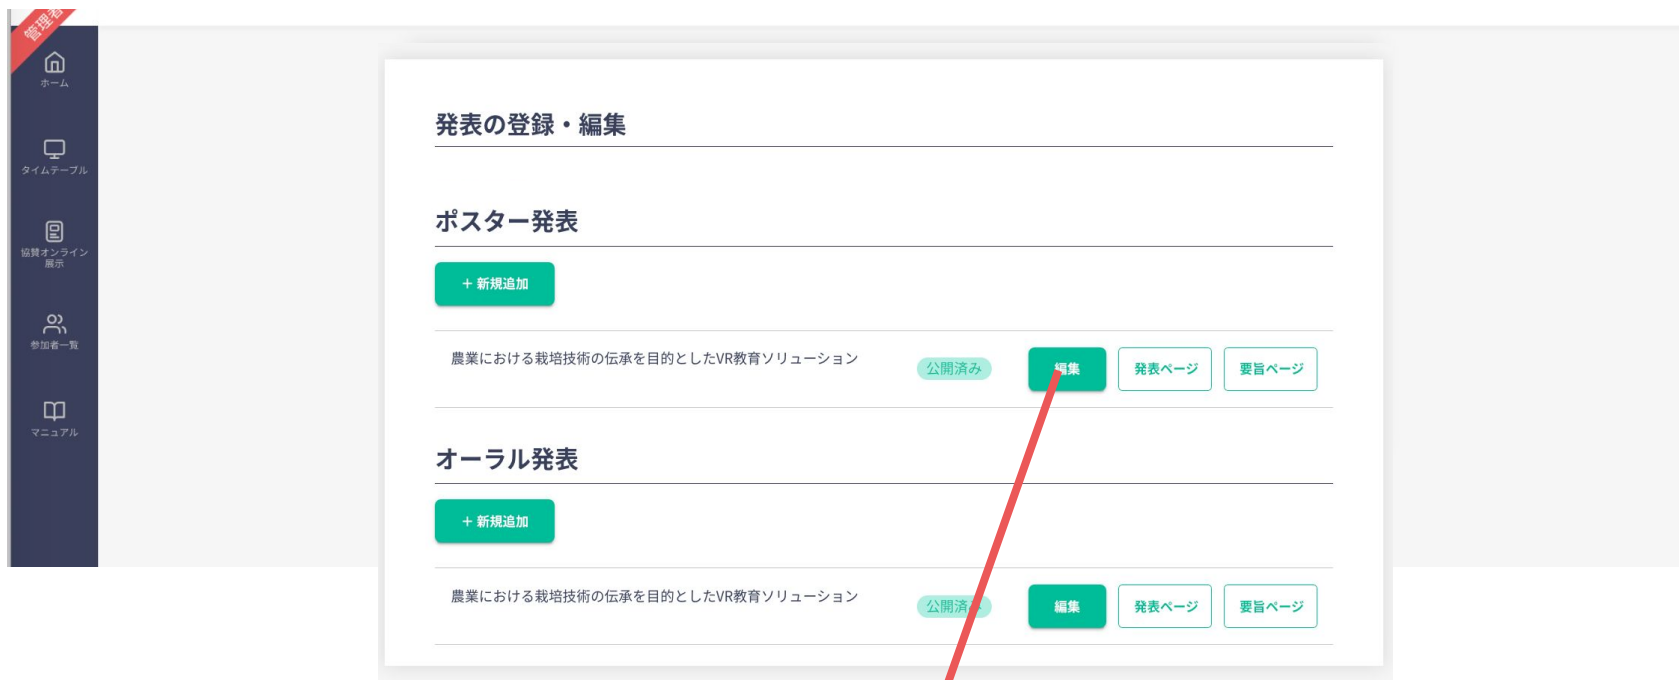 管理者
ホーム
タイムテーブル
協賛オンライン
展示
参加者一覧
マニュアル
発表の登録・編集
ポスター発表
＋ 新規追加
農業における栽培技術の伝承を目的としたVR教育ソリューション
公開済み
編集
発表ページ
要旨ページ
オーラル発表
＋ 新規追加
農業における栽培技術の伝承を目的としたVR教育ソリューション
公開済み
編集
発表ページ
要旨ページ